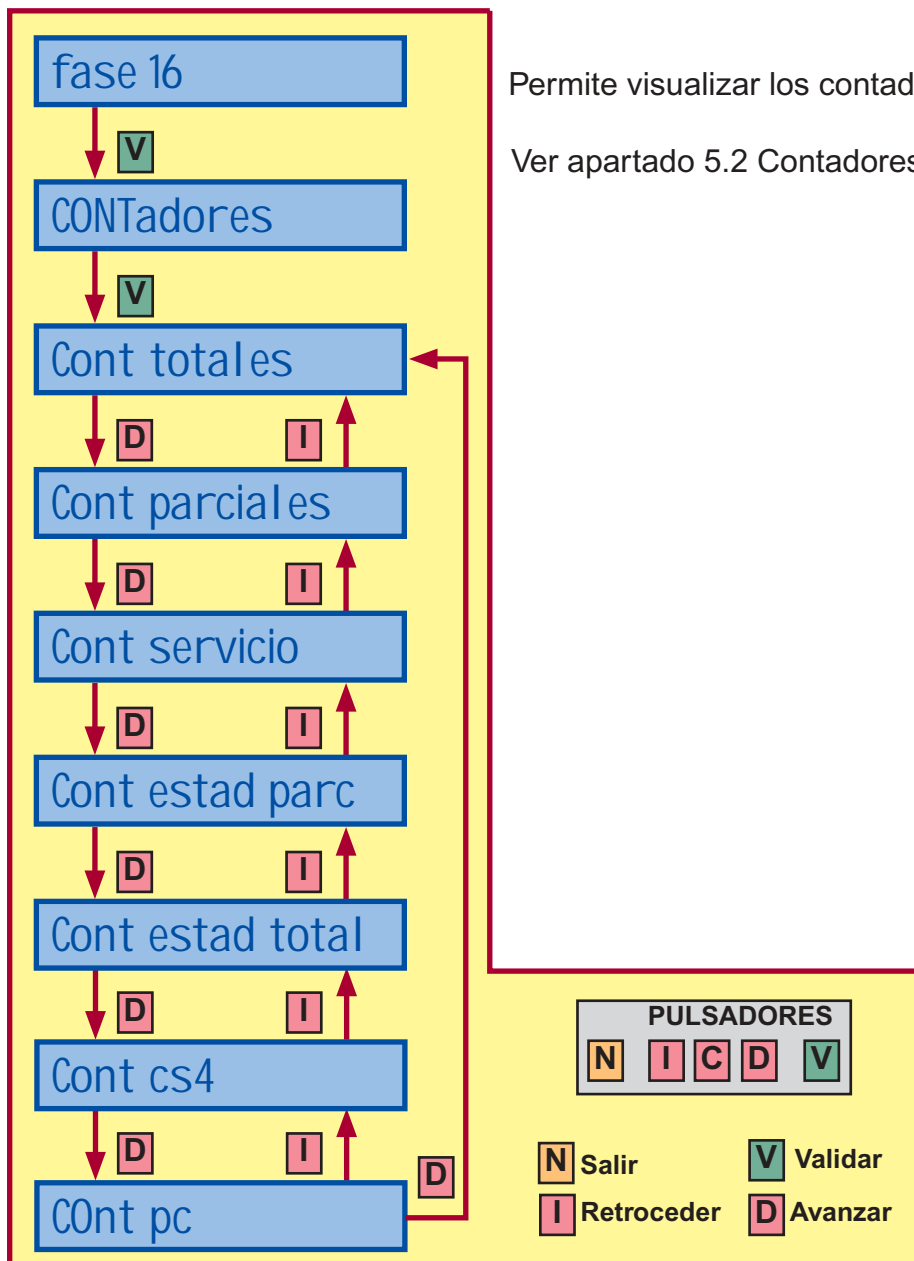 fase 16
Permite visualizar los contad
V
Ver apartado 5.2 Contadores
CONTadores
V
Cont totales
D I
Cont parciales
D I
Cont servicio
D I
Cont estad parc
D I
Cont estad total
D I
Cont cs4
D I D
COnt pc
PULSADORES
N I C D V
N Salir V Validar
I Retroceder D Avanzar